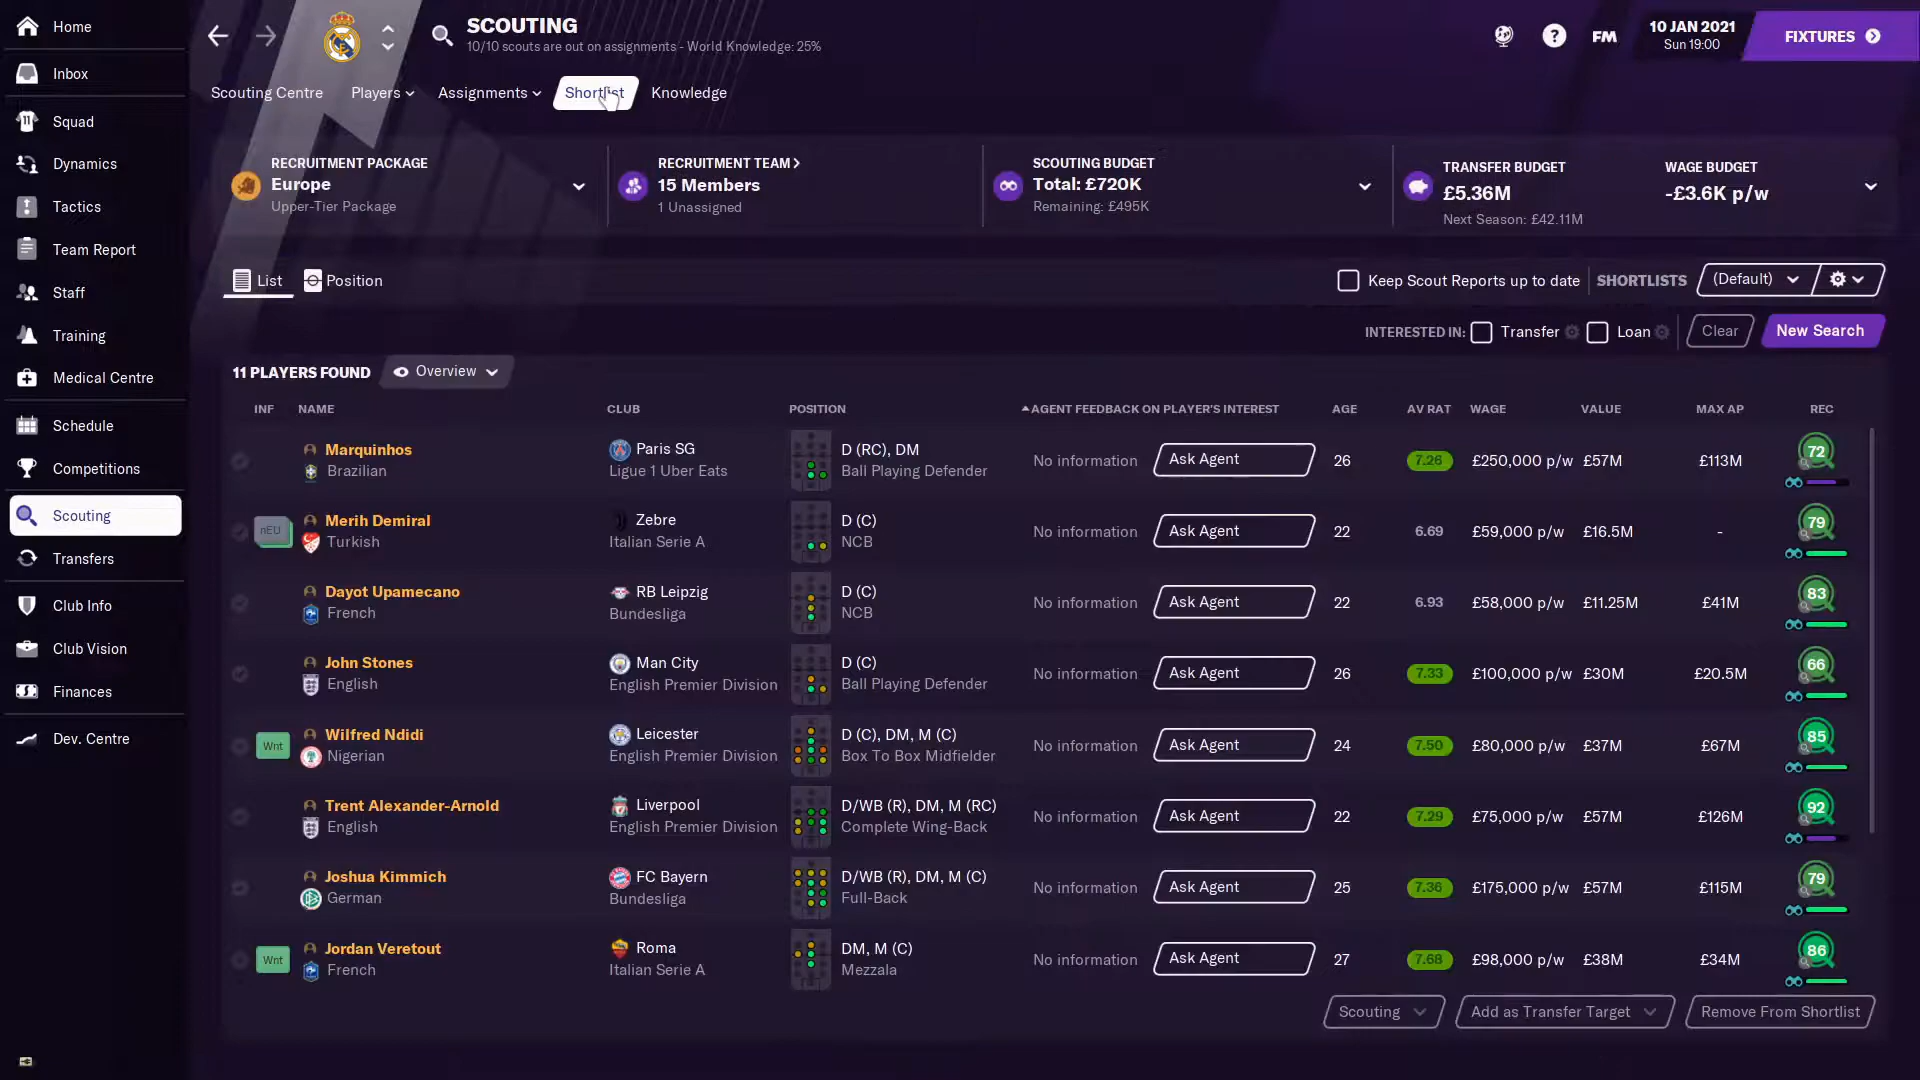 Home
Inbox
Squad
Dynamics
Tactics
Team Report
Staff
Training
Medical Centre
Schedule
Competitions
Scouting
Transfers
Club Info
Club Vision
Finances
Dev. Centre
SCOUTING
10/10 scouts are out on assignments - World Knowledge: 25%
FM
10 JAN 2021
Sun 19:00
FIXTURES
Scouting Centre Players Assignments Shortlist Knowledge
RECRUITMENT PACKAGE
Europe
Upper-Tier Package
RECRUITMENT TEAM
15 Members
1 Unassigned
SCOUTING BUDGET
Total: £720K
Remaining: £495K
TRANSFER BUDGET
£5.36M
Next Season: £42.11M
WAGE BUDGET
-£3.6K p/w
List Position
Keep Scout Reports up to date SHORTLISTS (Default)
INTERESTED IN: Transfer Loan Clear New Search
11 PLAYERS FOUND Overview
INF NAME CLUB POSITION AGENT FEEDBACK ON PLAYER'S INTEREST AGE AV RAT WAGE VALUE MAX AP REC
Marquinhos Paris SG D (RC), DM
No information Ask Agent 26 7.26 £250,000 p/w £57M £113M 72
Brazilian Ligue 1 Uber Eats Ball Playing Defender
Merih Demiral Zebre D (C)
nEU No information Ask Agent 22 6.69 £59,000 p/w £16.5M - 79
Turkish Italian Serie A NCB
Dayot Upamecano RB Leipzig D (C)
No information Ask Agent 22 6.93 £58,000 p/w £11.25M £41M 83
French Bundesliga NCB
John Stones Man City D (C)
No information Ask Agent 26 7.33 £100,000 p/w £30M £20.5M 66
English English Premier Division Ball Playing Defender
Wilfred Ndidi Leicester D (C), DM, M (C)
Wnt No information Ask Agent 24 7.50 £80,000 p/w £37M £67M 85
Nigerian English Premier Division Box To Box Midfielder
Trent Alexander-Arnold Liverpool D/WB (R), DM, M (RC)
No information Ask Agent 22 7.29 £75,000 p/w £57M £126M 92
English English Premier Division Complete Wing-Back
Joshua Kimmich FC Bayern D/WB (R), DM, M (C)
No information Ask Agent 25 7.36 £175,000 p/w £57M £115M 79
German Bundesliga Full-Back
Jordan Veretout Roma DM, M (C)
Wnt No information Ask Agent 27 7.68 £98,000 p/w £38M £34M 86
French Italian Serie A Mezzala
Scouting Add as Transfer Target Remove From Shortlist